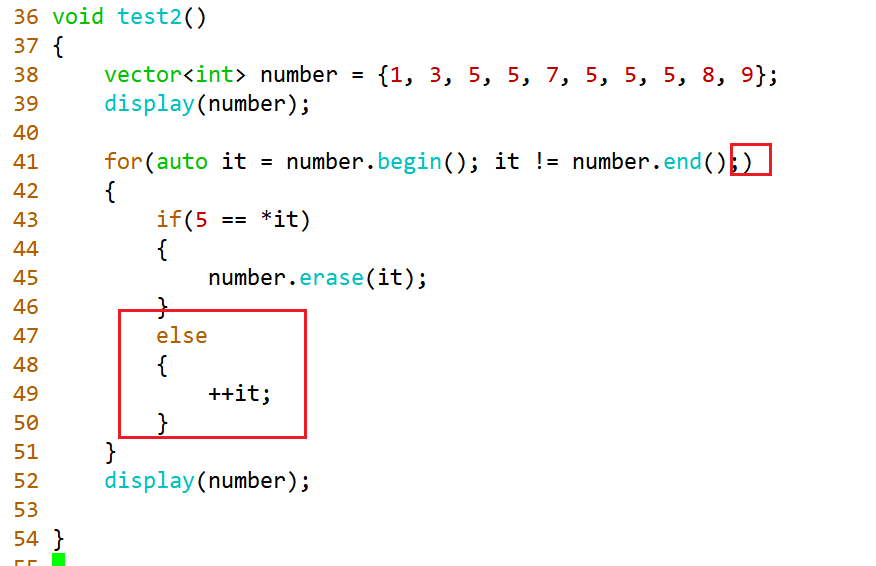 36 void test2()
37 {
38     vector<int> number = {1, 3, 5, 5, 7, 5, 5, 5, 8, 9};
39     display(number);
40
41     for(auto it = number.begin(); it != number.end();)
42     {
43         if(5 == *it)
44         {
45             number.erase(it);
46         }
47         else
48         {
49             ++it;
50         }
51     }
52     display(number);
53
54 }
55